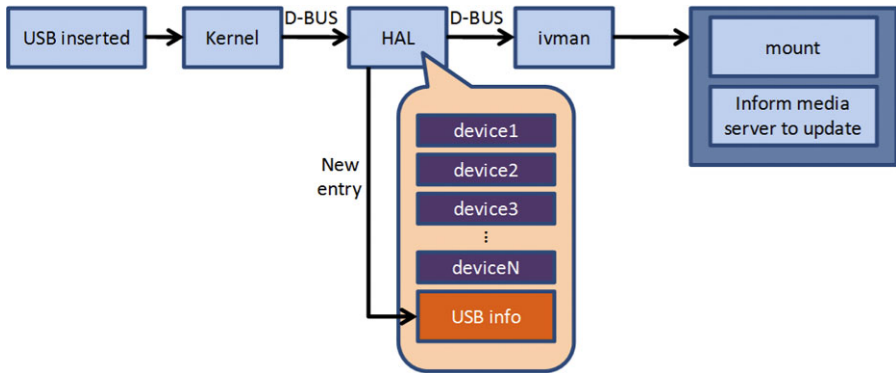 D-BUS
D-BUS
USB inserted
Kernel
HAL
ivman
mount
Inform media
server to update
New
entry
device1
device2
device3
...
deviceN
USB info